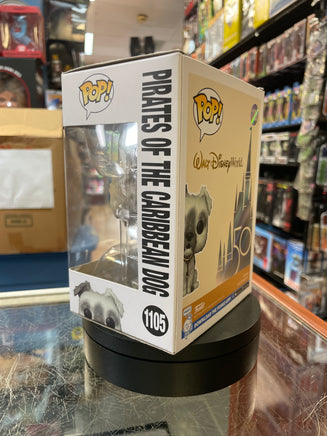 POP!
PIRATES OF THE CARIBBEAN DOG
1105
POP!
Walt Disney World
50